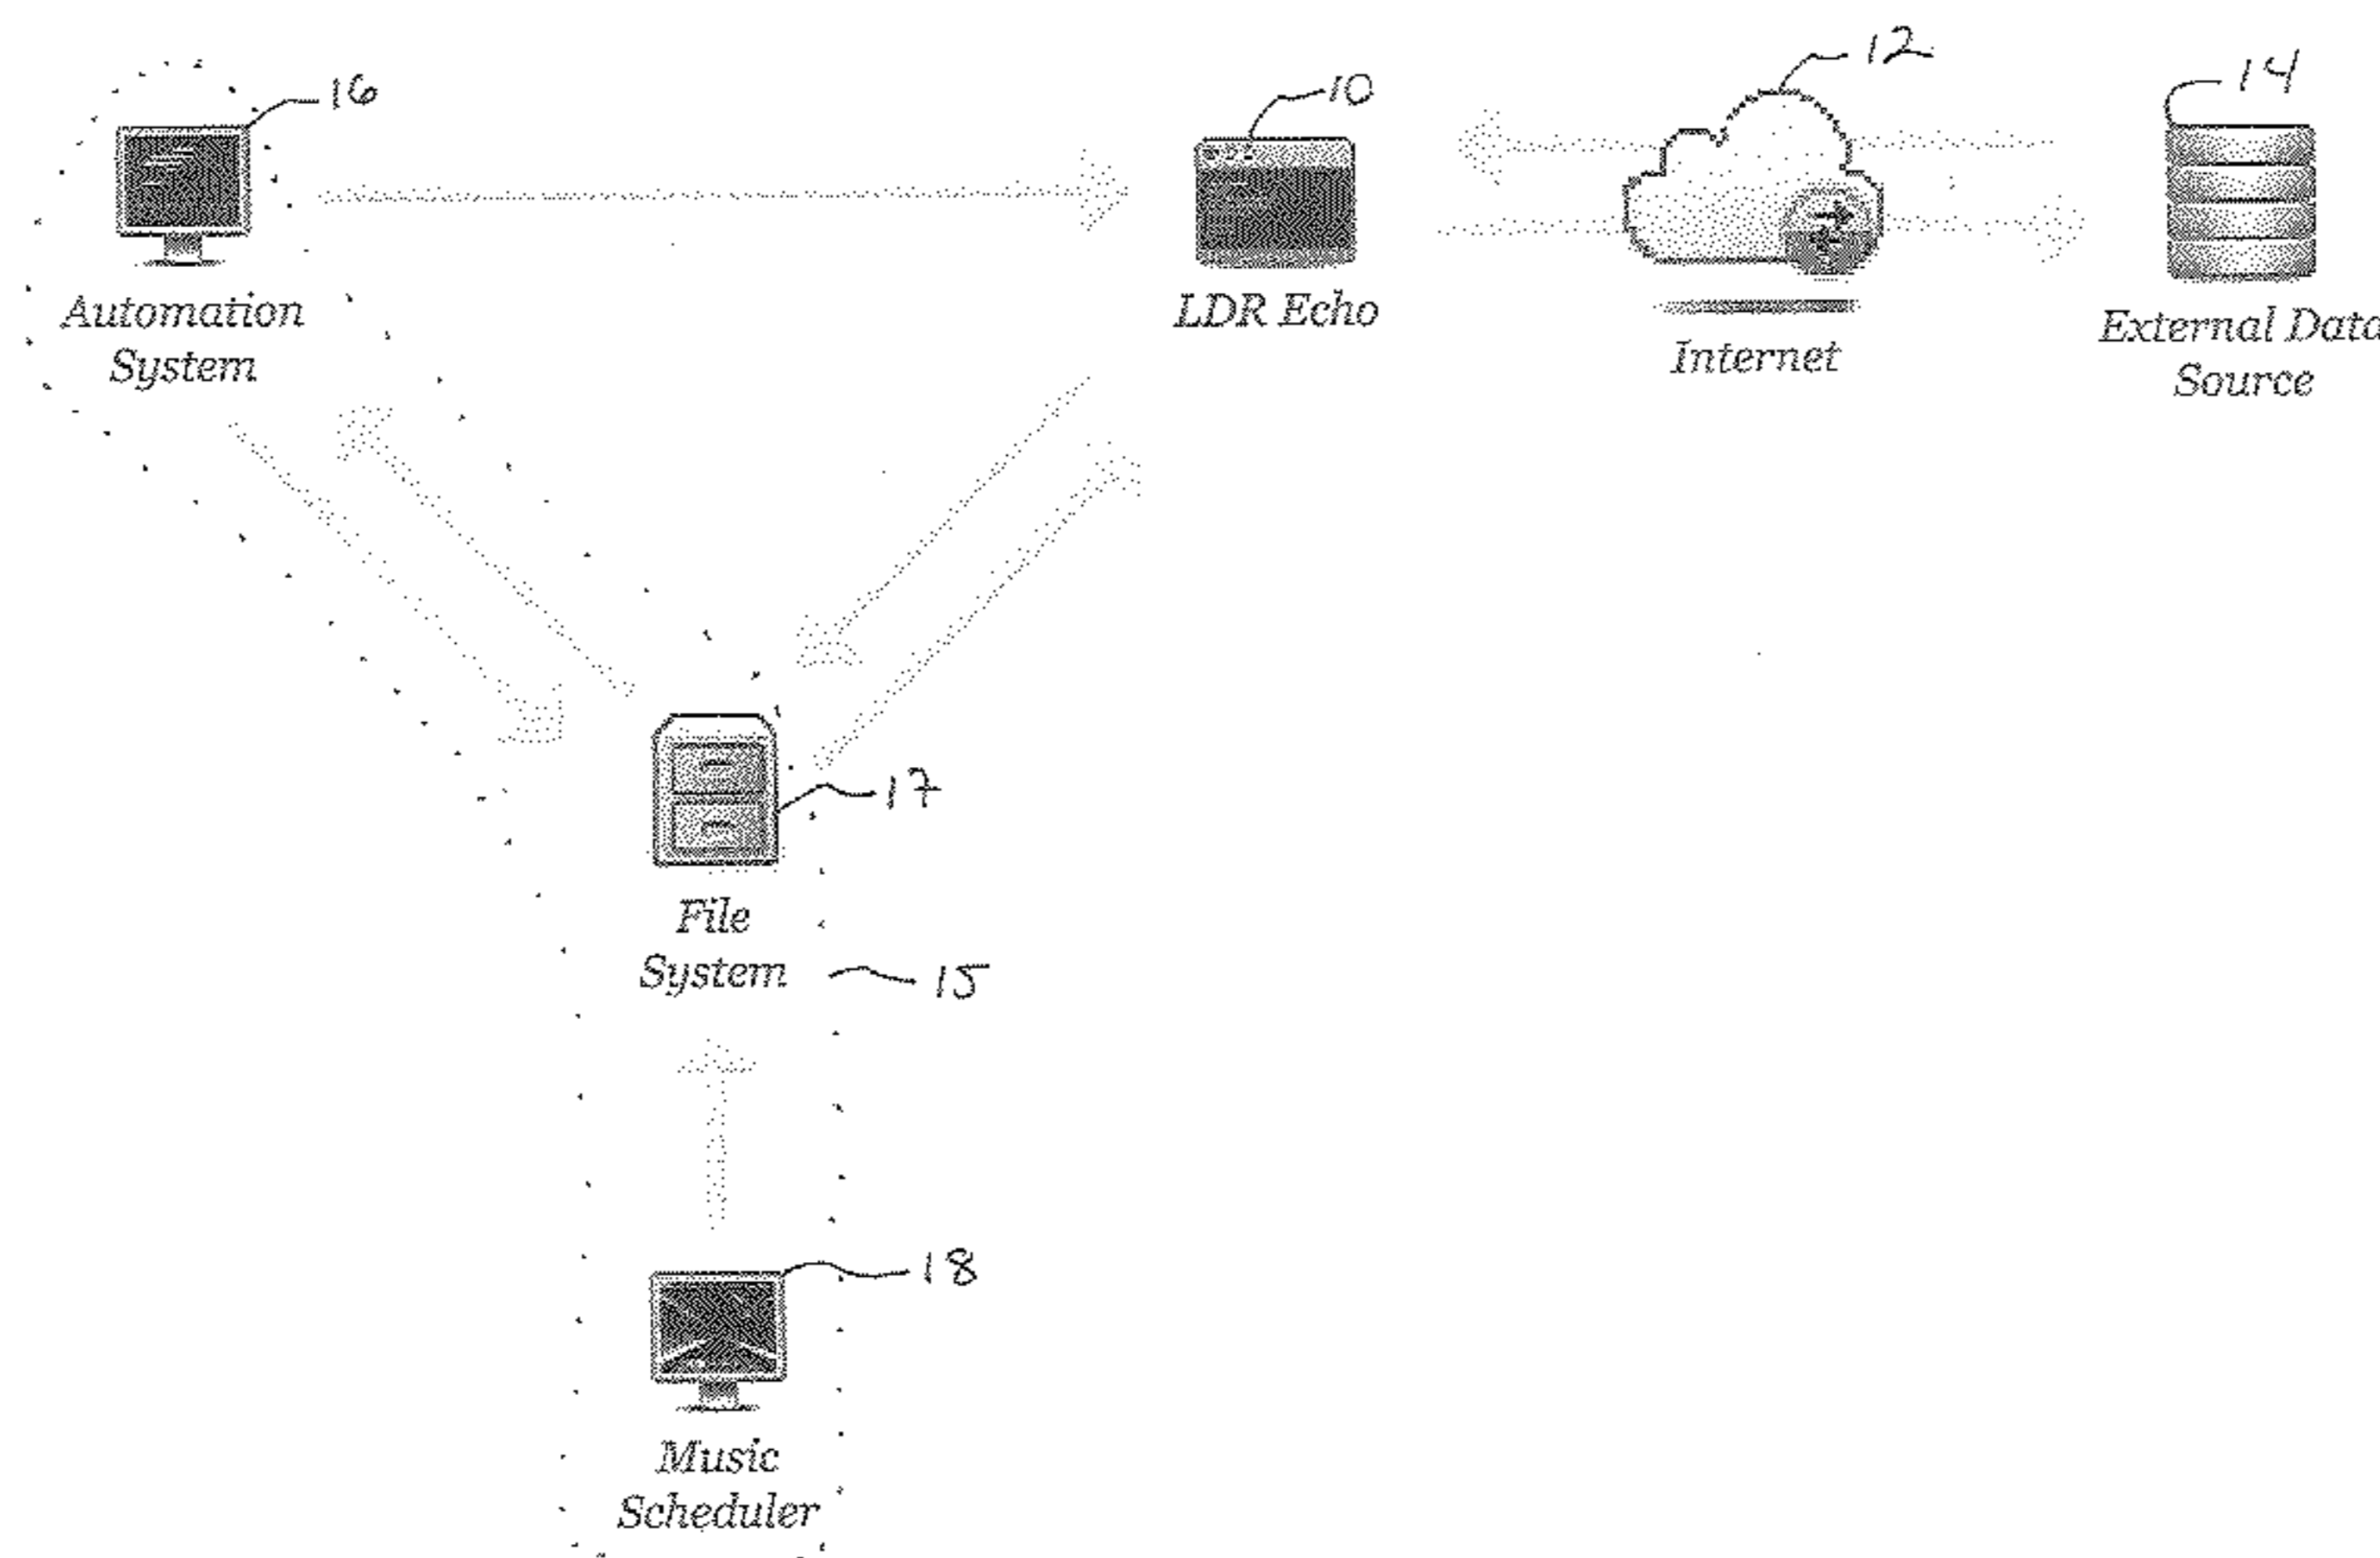 16
10
12
14
Automation
System
LDR Echo
Internet
External Data
Source
17
File
System
15
18
Music
Scheduler